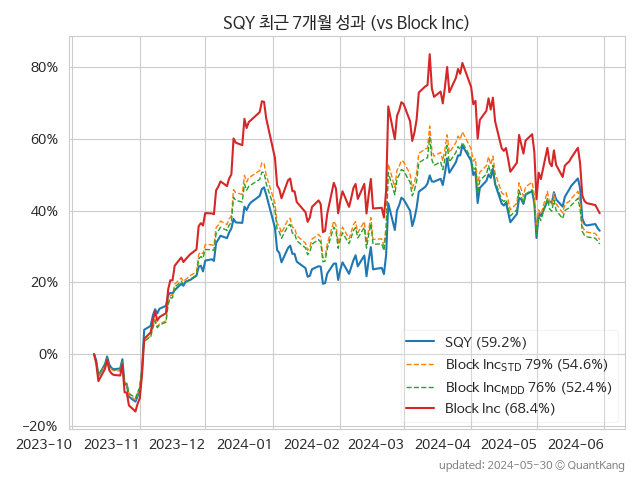 SQY 최근 7개월 성과 (vs Block Inc)
80%
60%
40%
20%
0%
−20%
SQY (59.2%)
Block Inc_STD 79% (54.6%)
Block Inc_MDD 76% (52.4%)
Block Inc (68.4%)
2023-10 2023-11 2023-12 2024-01 2024-02 2024-03 2024-04 2024-05 2024-06
updated: 2024-05-30 ⓒ QuantKang